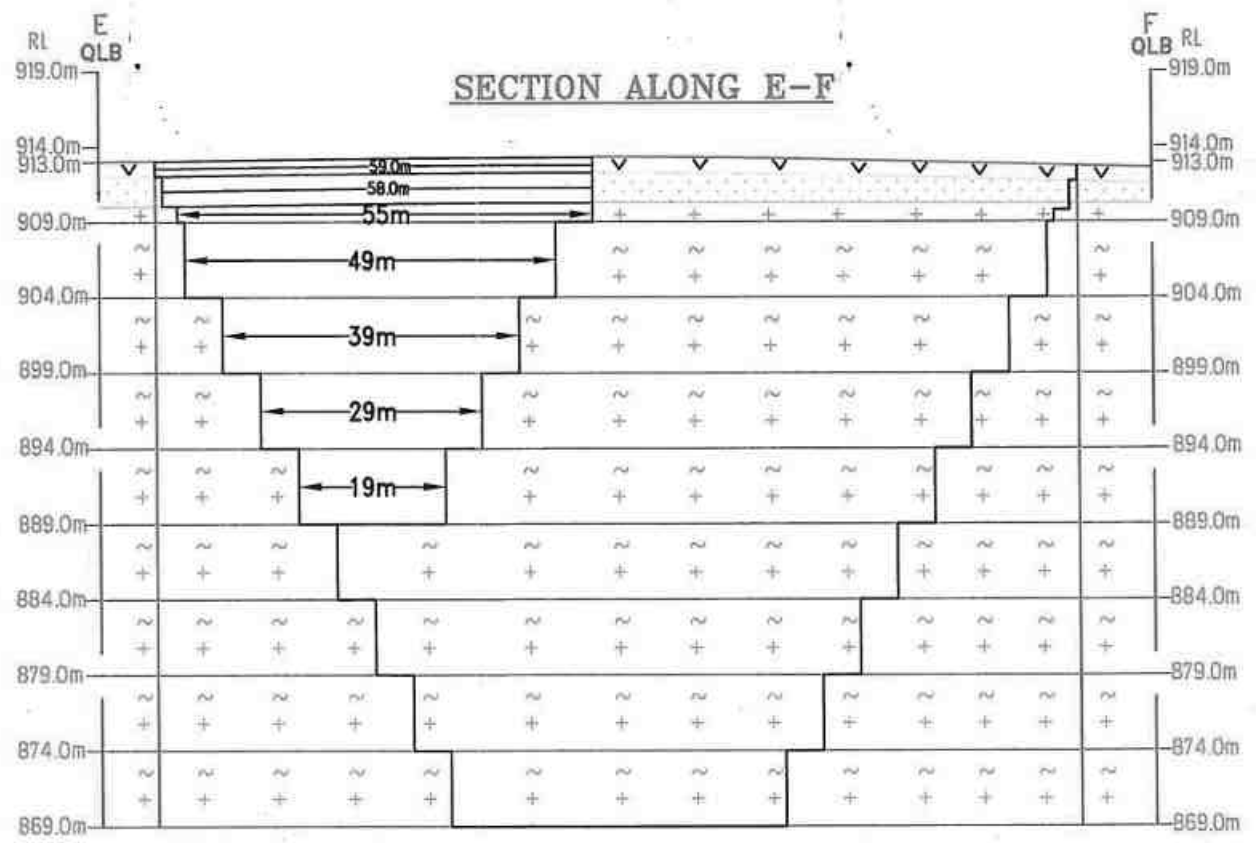 E F
RL QLB QLB RL
919.0m 919.0m
SECTION ALONG E-F
914.0m 914.0m
913.0m 59.0m 913.0m
58.0m
909.0m 55m 909.0m
49m
904.0m 904.0m
39m
899.0m 899.0m
29m
894.0m 894.0m
19m
889.0m 889.0m
884.0m 884.0m
879.0m 879.0m
874.0m 874.0m
869.0m 869.0m